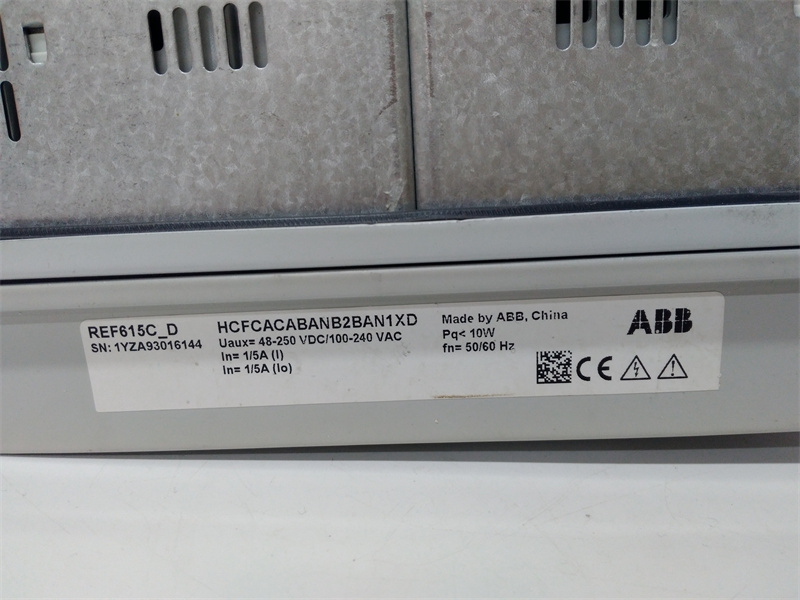 REF615C_D
SN: 1YZA93016144
HCFCACABANB2BAN1XD
Uaux= 48-250 VDC/100-240 VAC
In= 1/5A (I)
In= 1/5A (Io)
Made by ABB, China
Pq< 10W
fn= 50/60 Hz
ABB
CE